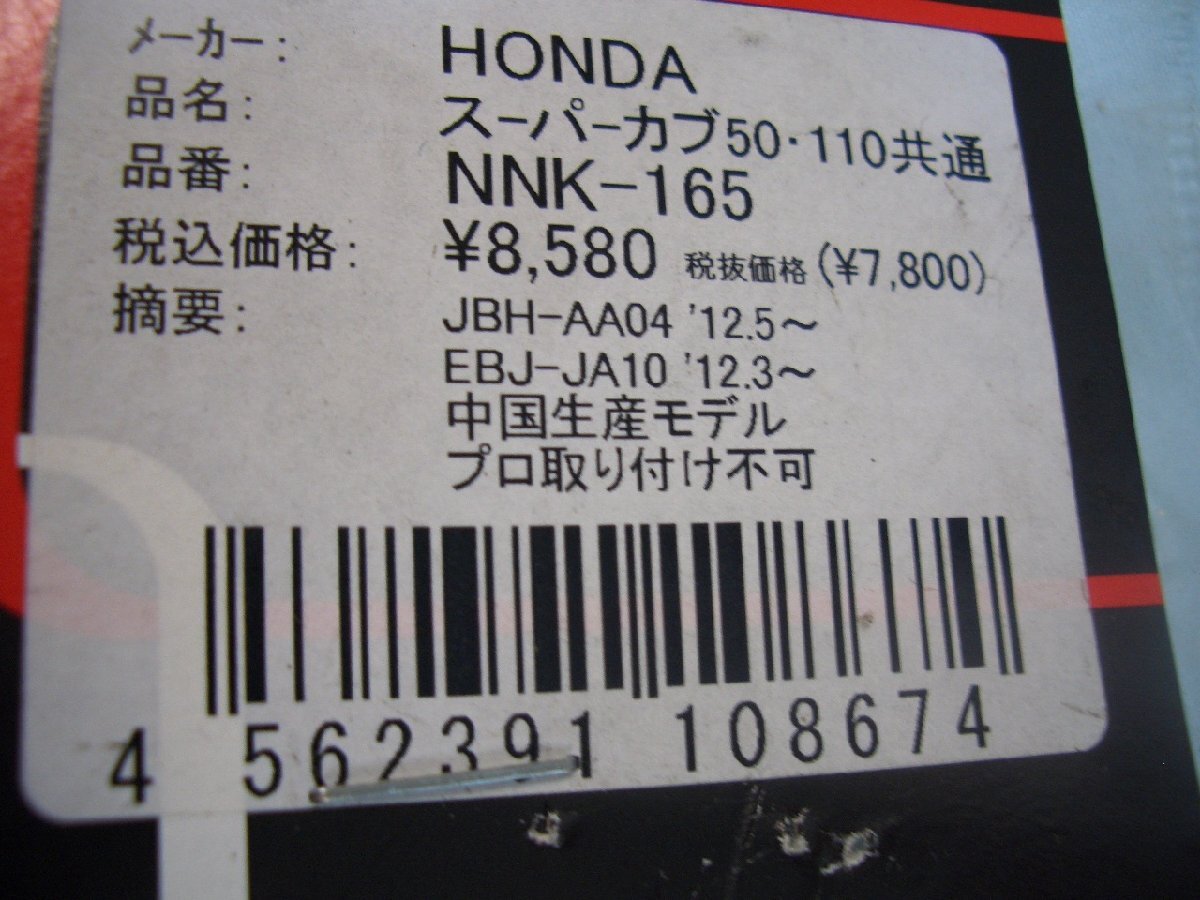 メーカー: HONDA
品名: スーパーカブ50・110共通
品番: NNK-165
税込価格: ¥8,580 税抜価格 (¥7,800)
摘要: JBH-AA04 '12.5〜
EBJ-JA10 '12.3〜
中国生産モデル
プロ取り付け不可
4 562391 108674